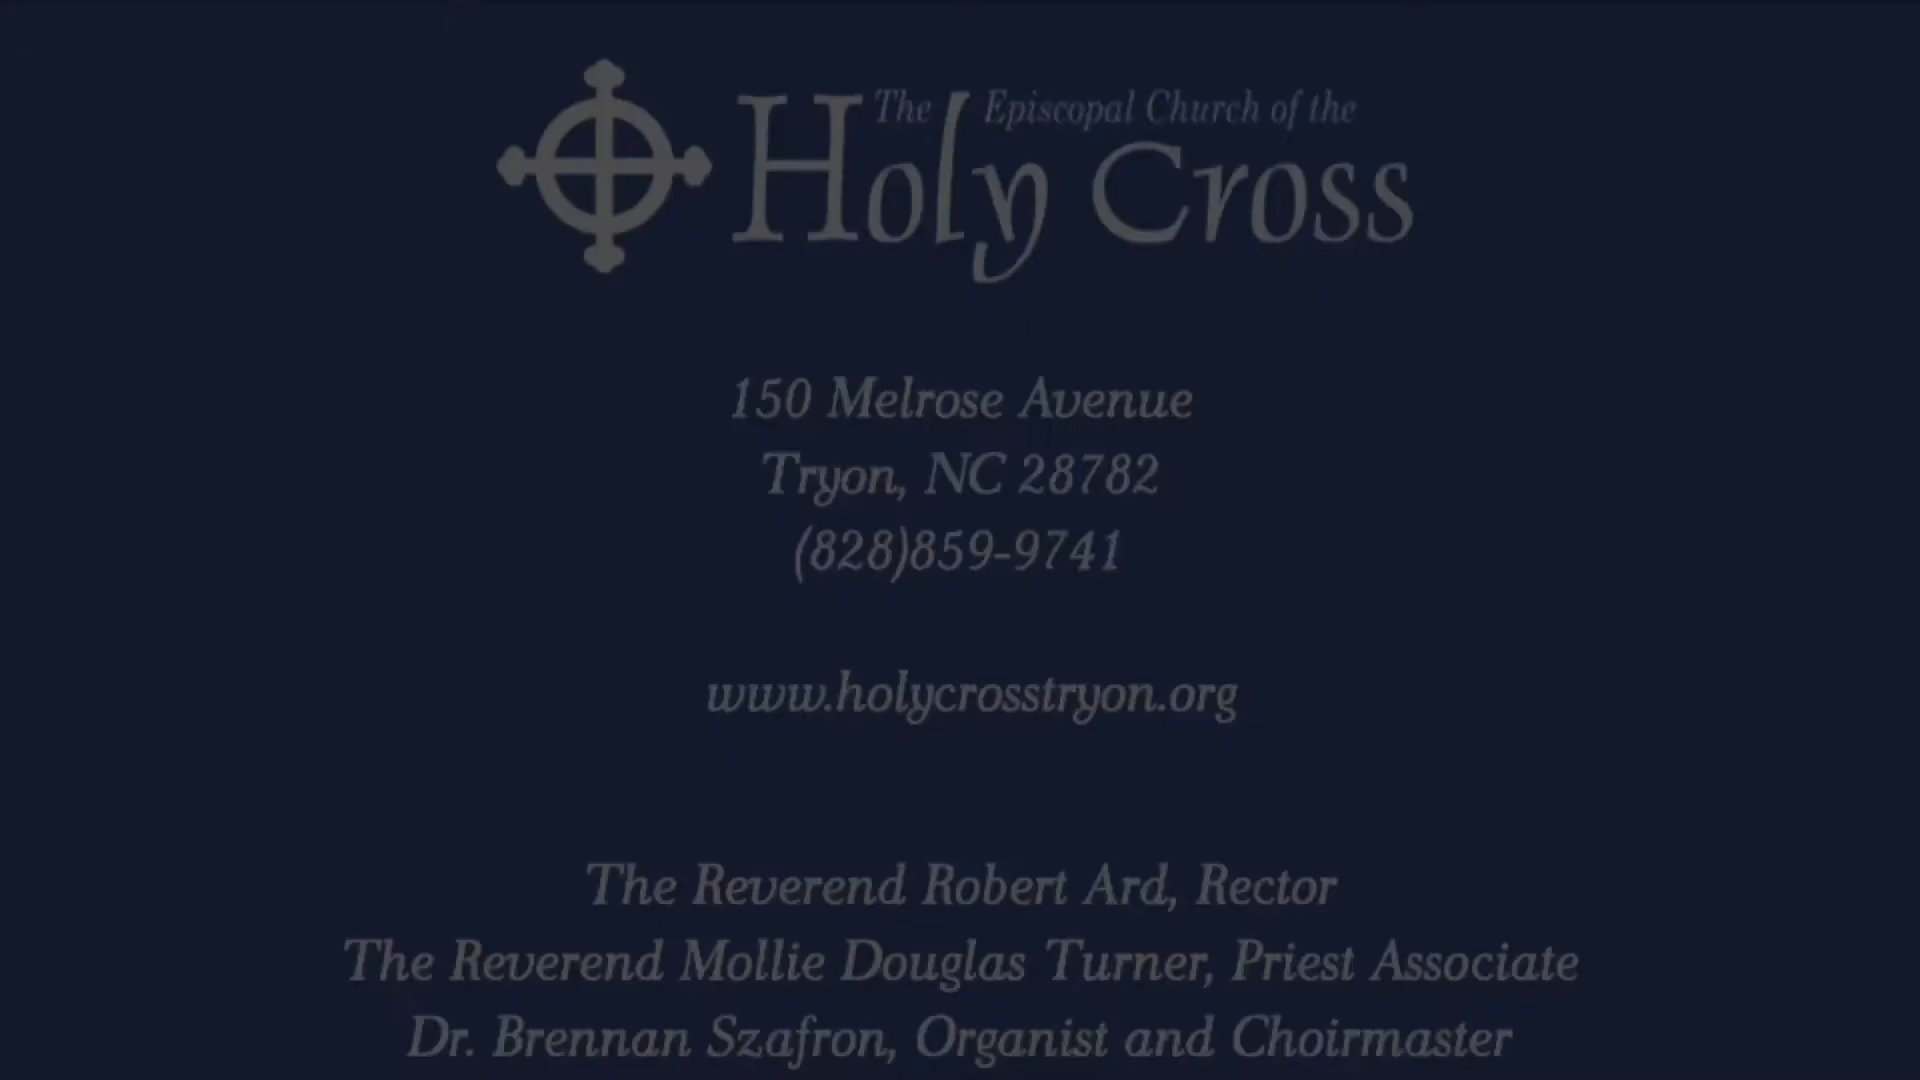 The Episcopal Church of the
Holy Cross
150 Melrose Avenue
Tryon, NC 28782
(828)859-9741
www.holycrosstryon.org
The Reverend Robert Ard, Rector
The Reverend Mollie Douglas Turner, Priest Associate
Dr. Brennan Szafron, Organist and Choirmaster